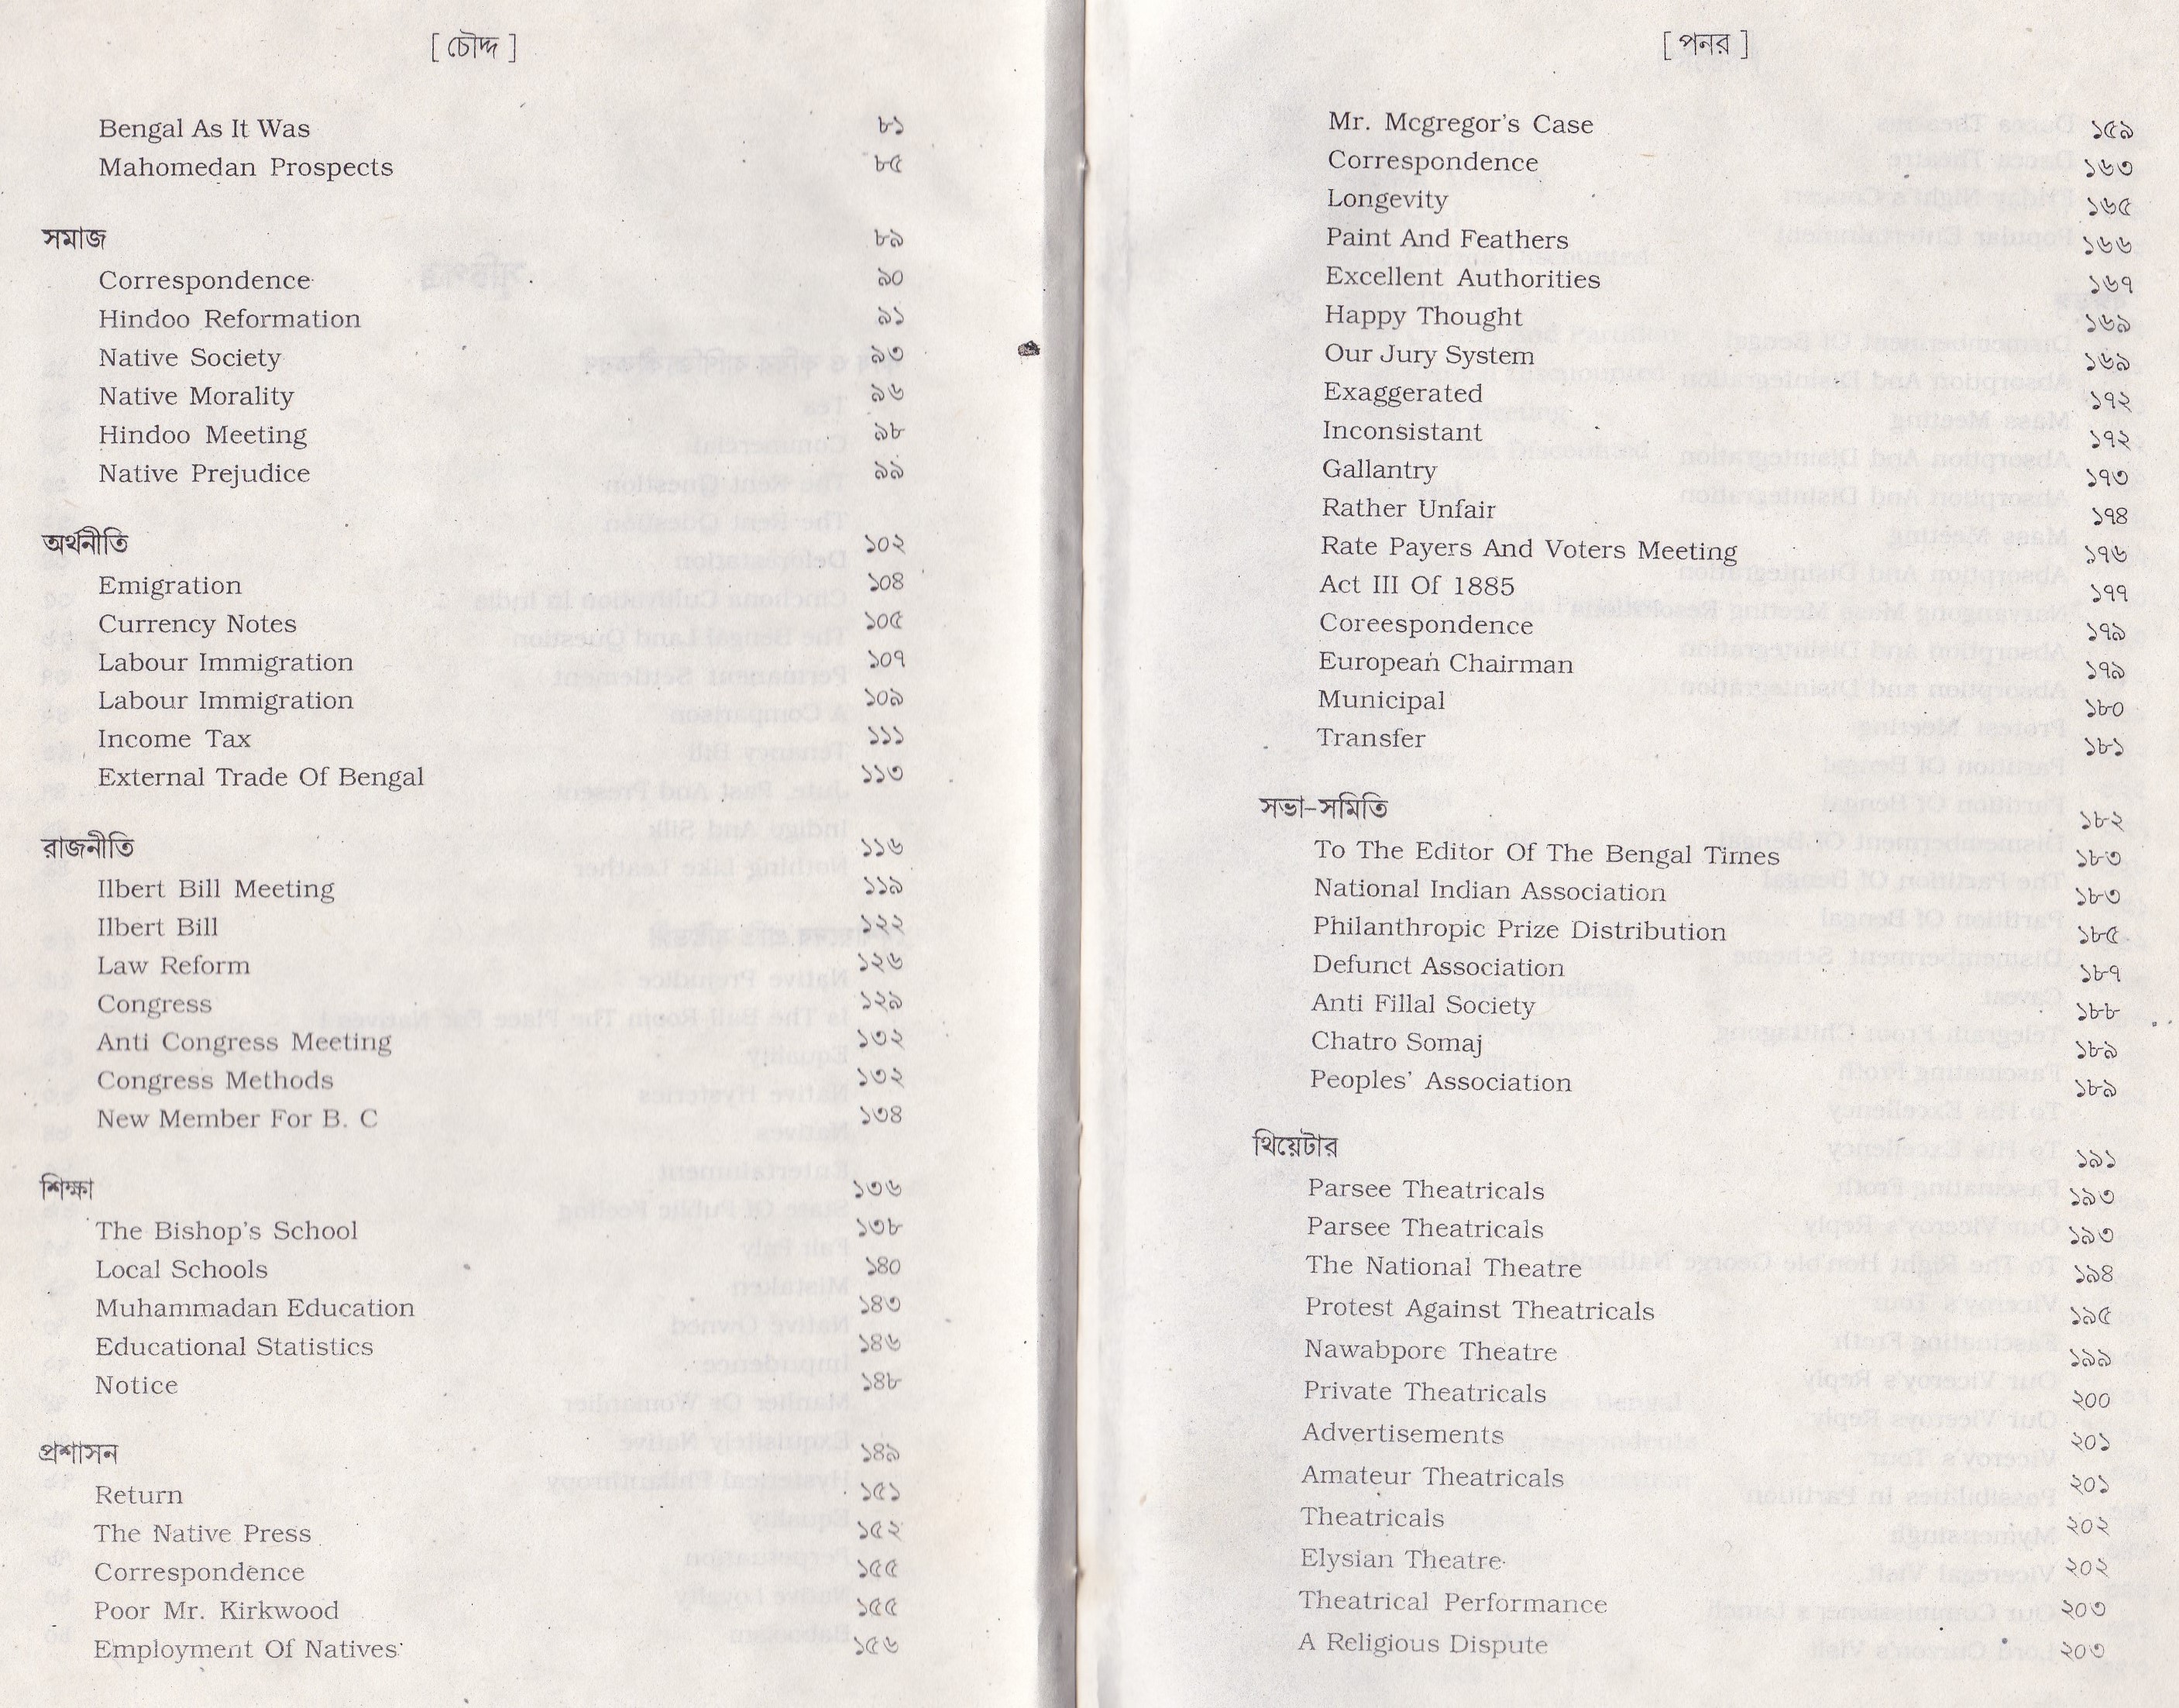 [ চৌদ্দ ]
Bengal As It Was ৮১
Mahomedan Prospects ৮৫
সমাজ ৮৯
Correspondence ৯০
Hindoo Reformation ৯১
Native Society ৯৩
Native Morality ৯৬
Hindoo Meeting ৯৮
Native Prejudice ৯৯
অর্থনীতি ১০২
Emigration ১০৪
Currency Notes ১০৫
Labour Immigration ১০৭
Labour Immigration ১০৯
Income Tax ১১১
External Trade Of Bengal ১১৩
রাজনীতি ১১৬
Ilbert Bill Meeting ১১৯
Ilbert Bill ১২২
Law Reform ১২৬
Congress ১২৯
Anti Congress Meeting ১৩২
Congress Methods ১৩২
New Member For B. C ১৩৪
শিক্ষা ১৩৬
The Bishop's School ১৩৮
Local Schools ১৪০
Muhammadan Education ১৪৩
Educational Statistics ১৪৬
Notice ১৪৮
প্রশাসন ১৪৯
Return ১৫১
The Native Press ১৫২
Correspondence ১৫৫
Poor Mr. Kirkwood ১৫৫
Employment Of Natives ১৫৬
[ পনর ]
Mr. Mcgregor's Case ১৫৯
Correspondence ১৬৩
Longevity ১৬৫
Paint And Feathers ১৬৬
Excellent Authorities ১৬৭
Happy Thought ১৬৯
Our Jury System ১৬৯
Exaggerated ১৭২
Inconsistant ১৭২
Gallantry ১৭৩
Rather Unfair ১৭৪
Rate Payers And Voters Meeting ১৭৬
Act III Of 1885 ১৭৭
Coreespondence ১৭৯
European Chairman ১৭৯
Municipal ১৮০
Transfer ১৮১
সভা-সমিতি ১৮২
To The Editor Of The Bengal Times ১৮৩
National Indian Association ১৮৩
Philanthropic Prize Distribution ১৮৫
Defunct Association ১৮৭
Anti Fillal Society ১৮৮
Chatro Somaj ১৮৯
Peoples' Association ১৮৯
থিয়েটার ১৯১
Parsee Theatricals ১৯৩
Parsee Theatricals ১৯৩
The National Theatre ১৯৪
Protest Against Theatricals ১৯৫
Nawabpore Theatre ১৯৯
Private Theatricals ২০০
Advertisements ২০১
Amateur Theatricals ২০১
Theatricals ২০২
Elysian Theatre ২০২
Theatrical Performance ২০৩
A Religious Dispute ২০৩